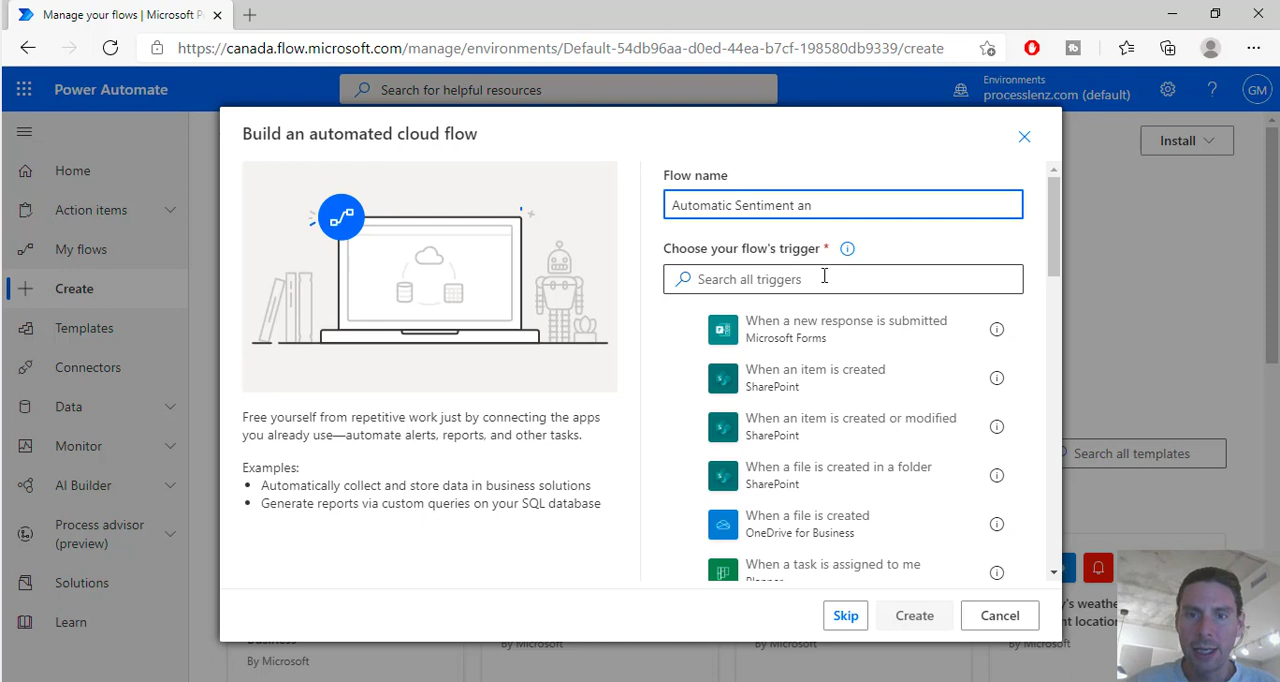 Manage your flows | Microsoft P
https://canada.flow.microsoft.com/manage/environments/Default-54db96aa-d0ed-44ea-b7cf-198580db9339/create
Power Automate
Search for helpful resources
Environments
processlenz.com (default)
?
GM
Home
Action items
My flows
Create
Templates
Connectors
Data
Monitor
AI Builder
Process advisor
(preview)
Solutions
Learn
Build an automated cloud flow
Free yourself from repetitive work just by connecting the apps
you already use—automate alerts, reports, and other tasks.
Examples:
• Automatically collect and store data in business solutions
• Generate reports via custom queries on your SQL database
Flow name
Automatic Sentiment an
Choose your flow's trigger *
Search all triggers
When a new response is submitted
Microsoft Forms
When an item is created
SharePoint
When an item is created or modified
SharePoint
When a file is created in a folder
SharePoint
When a file is created
OneDrive for Business
When a task is assigned to me
Planner
Skip
Create
Cancel
Install
Search all templates
y's weathe
nt location
By Microsoft
By Microsoft
By Microsoft
By Microsoft